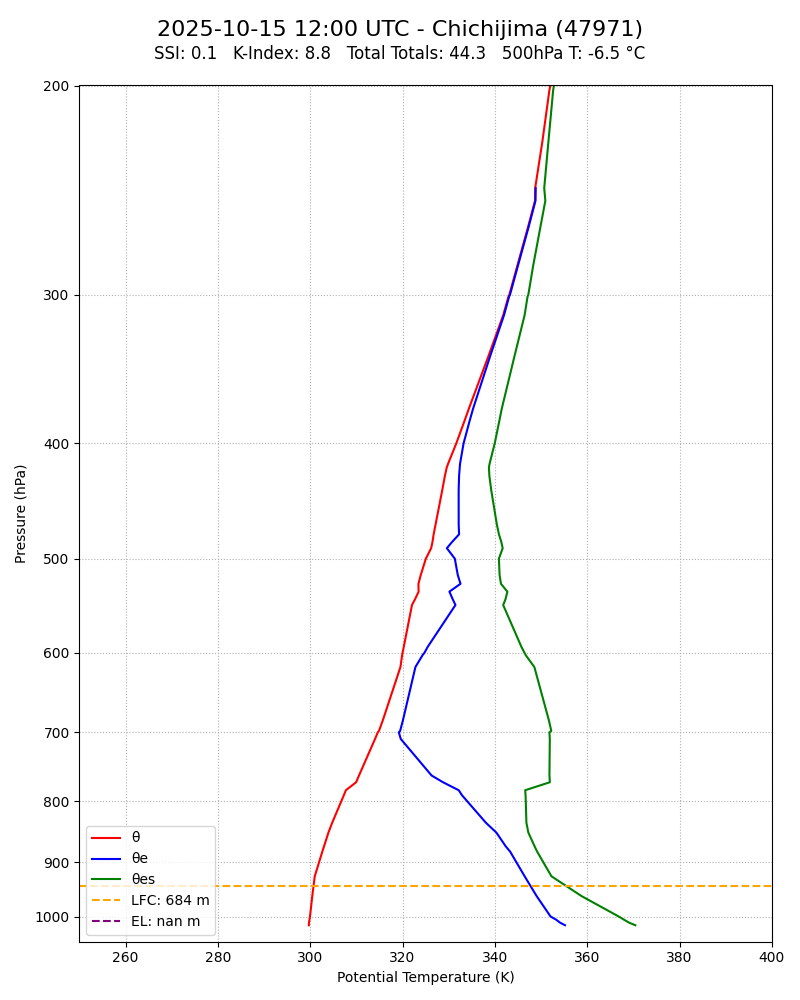 2025-10-15 12:00 UTC - Chichijima (47971)
SSI: 0.1   K-Index: 8.8   Total Totals: 44.3   500hPa T: -6.5 °C
200
300
400
500
600
700
800
900
1000
Pressure (hPa)
θ
θe
θes
LFC: 684 m
EL: nan m
260
280
300
320
340
360
380
400
Potential Temperature (K)